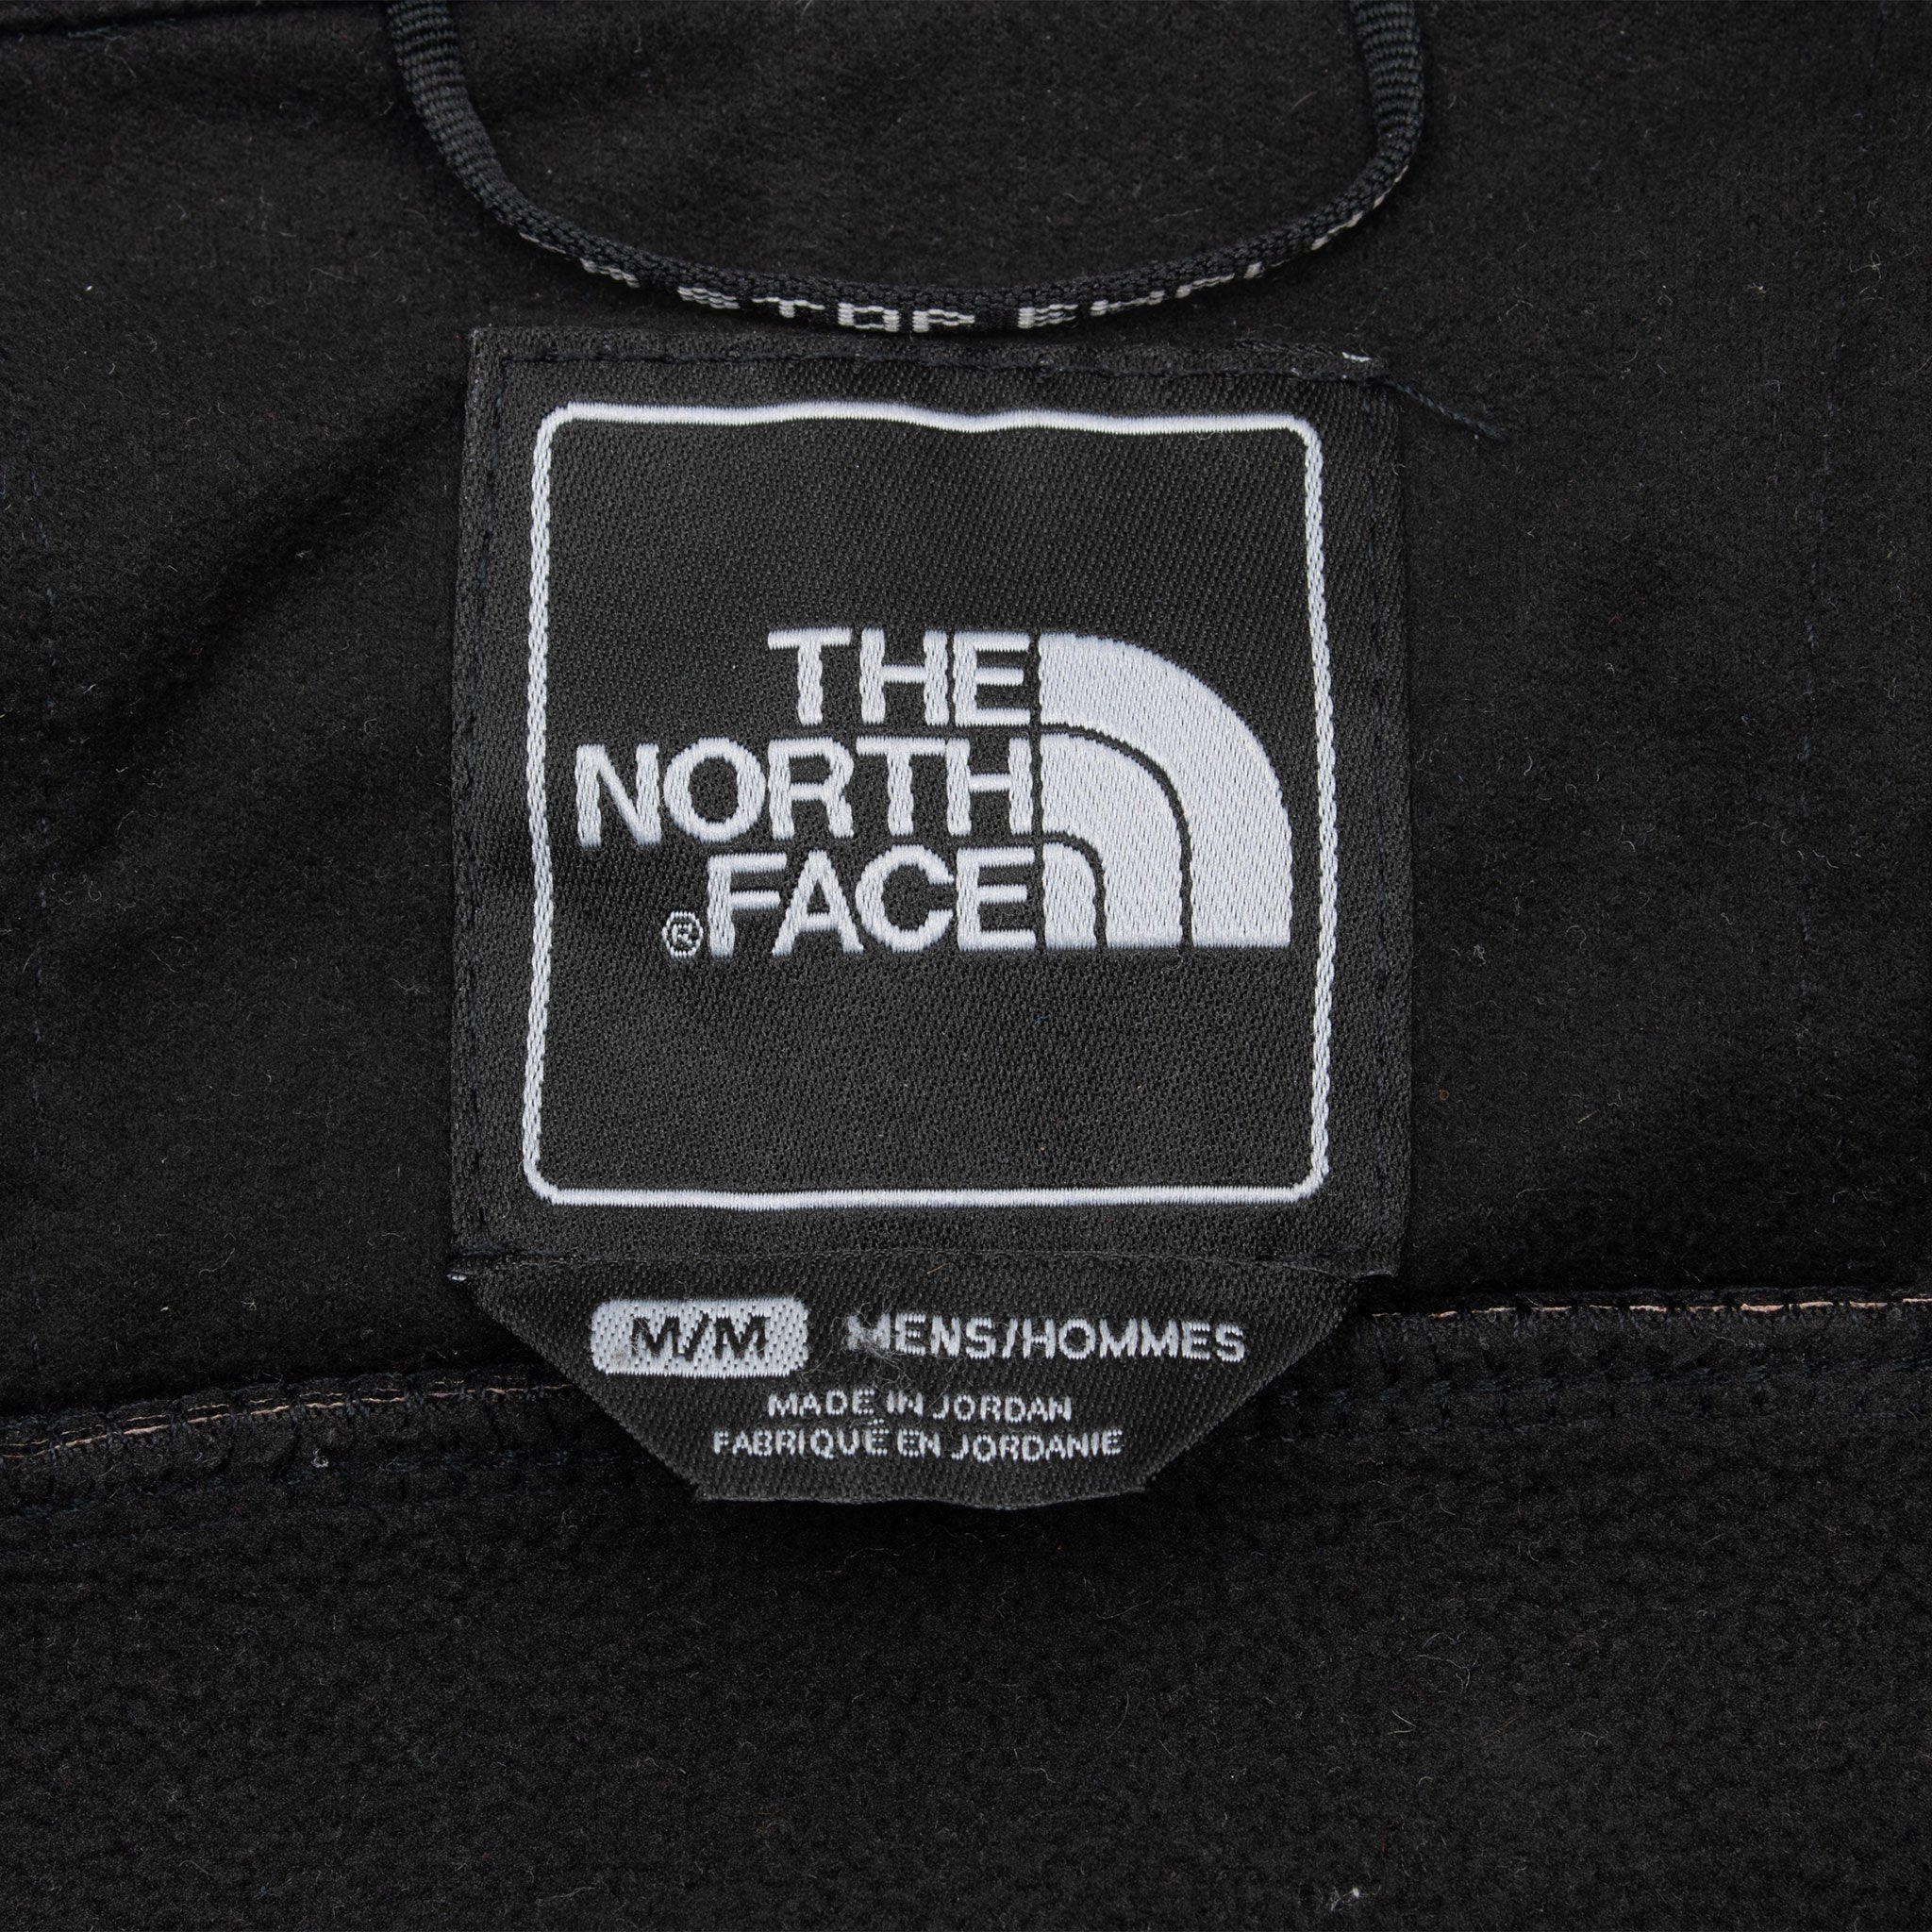 THE
NORTH
FACE®
M/M MENS/HOMMES
MADE IN JORDAN
FABRIQUÉ EN JORDANIE